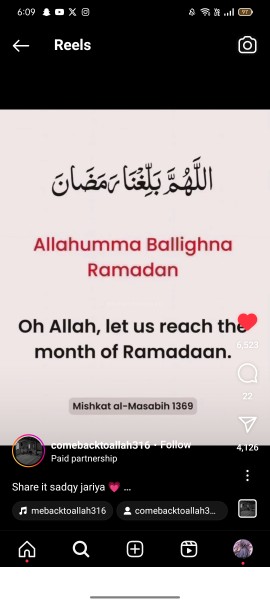 6:09
97
Reels
اللَّهُمَّ بَلِّغْنَا رَمَضَانَ
Allahumma Ballighna
Ramadan
Oh Allah, let us reach the
month of Ramadaan.
6,523
Mishkat al-Masabih 1369
22
comebacktoallah316 · Follow
Paid partnership
4,126
Share it sadqy jariya 💗 ...
mebacktoallah316
comebacktoallah3...